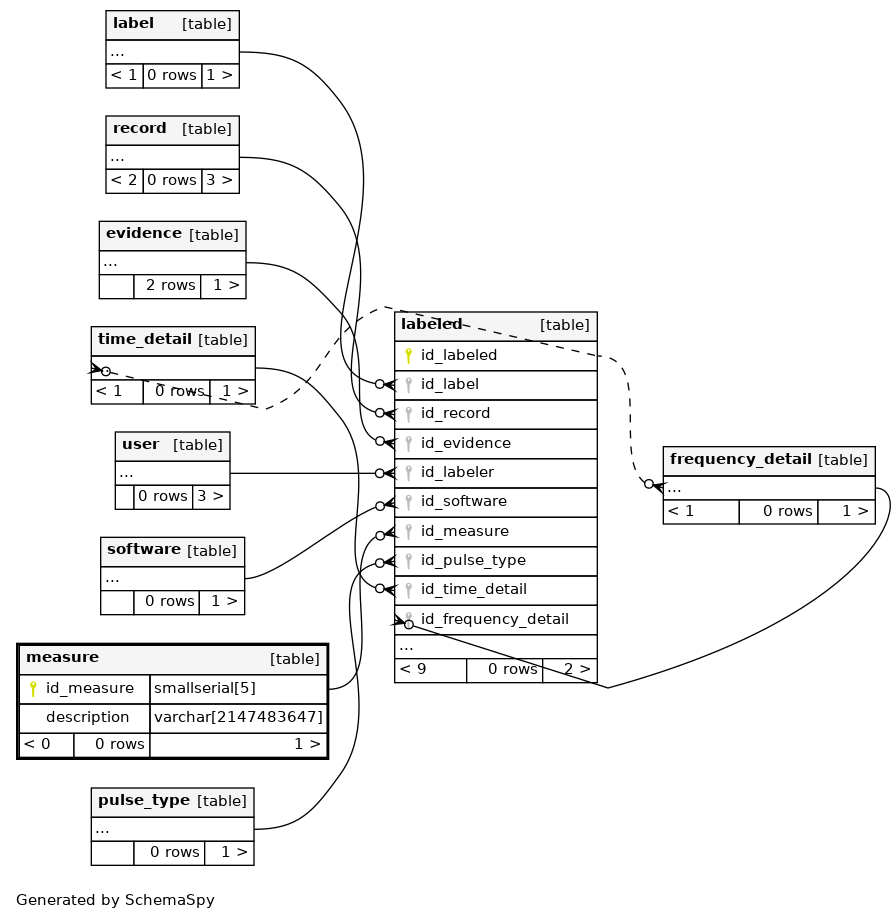 label [table]
...
< 1 0 rows 1 >
record [table]
...
< 2 0 rows 3 >
evidence [table]
...
2 rows 1 >
time_detail [table]
...
< 1 0 rows 1 >
user [table]
...
0 rows 3 >
software [table]
...
0 rows 1 >
measure [table]
id_measure smallserial[5]
description varchar[2147483647]
< 0 0 rows 1 >
pulse_type [table]
...
0 rows 1 >
labeled [table]
id_labeled
id_label
id_record
id_evidence
id_labeler
id_software
id_measure
id_pulse_type
id_time_detail
id_frequency_detail
...
< 9 0 rows 2 >
frequency_detail [table]
...
< 1 0 rows 1 >
Generated by SchemaSpy